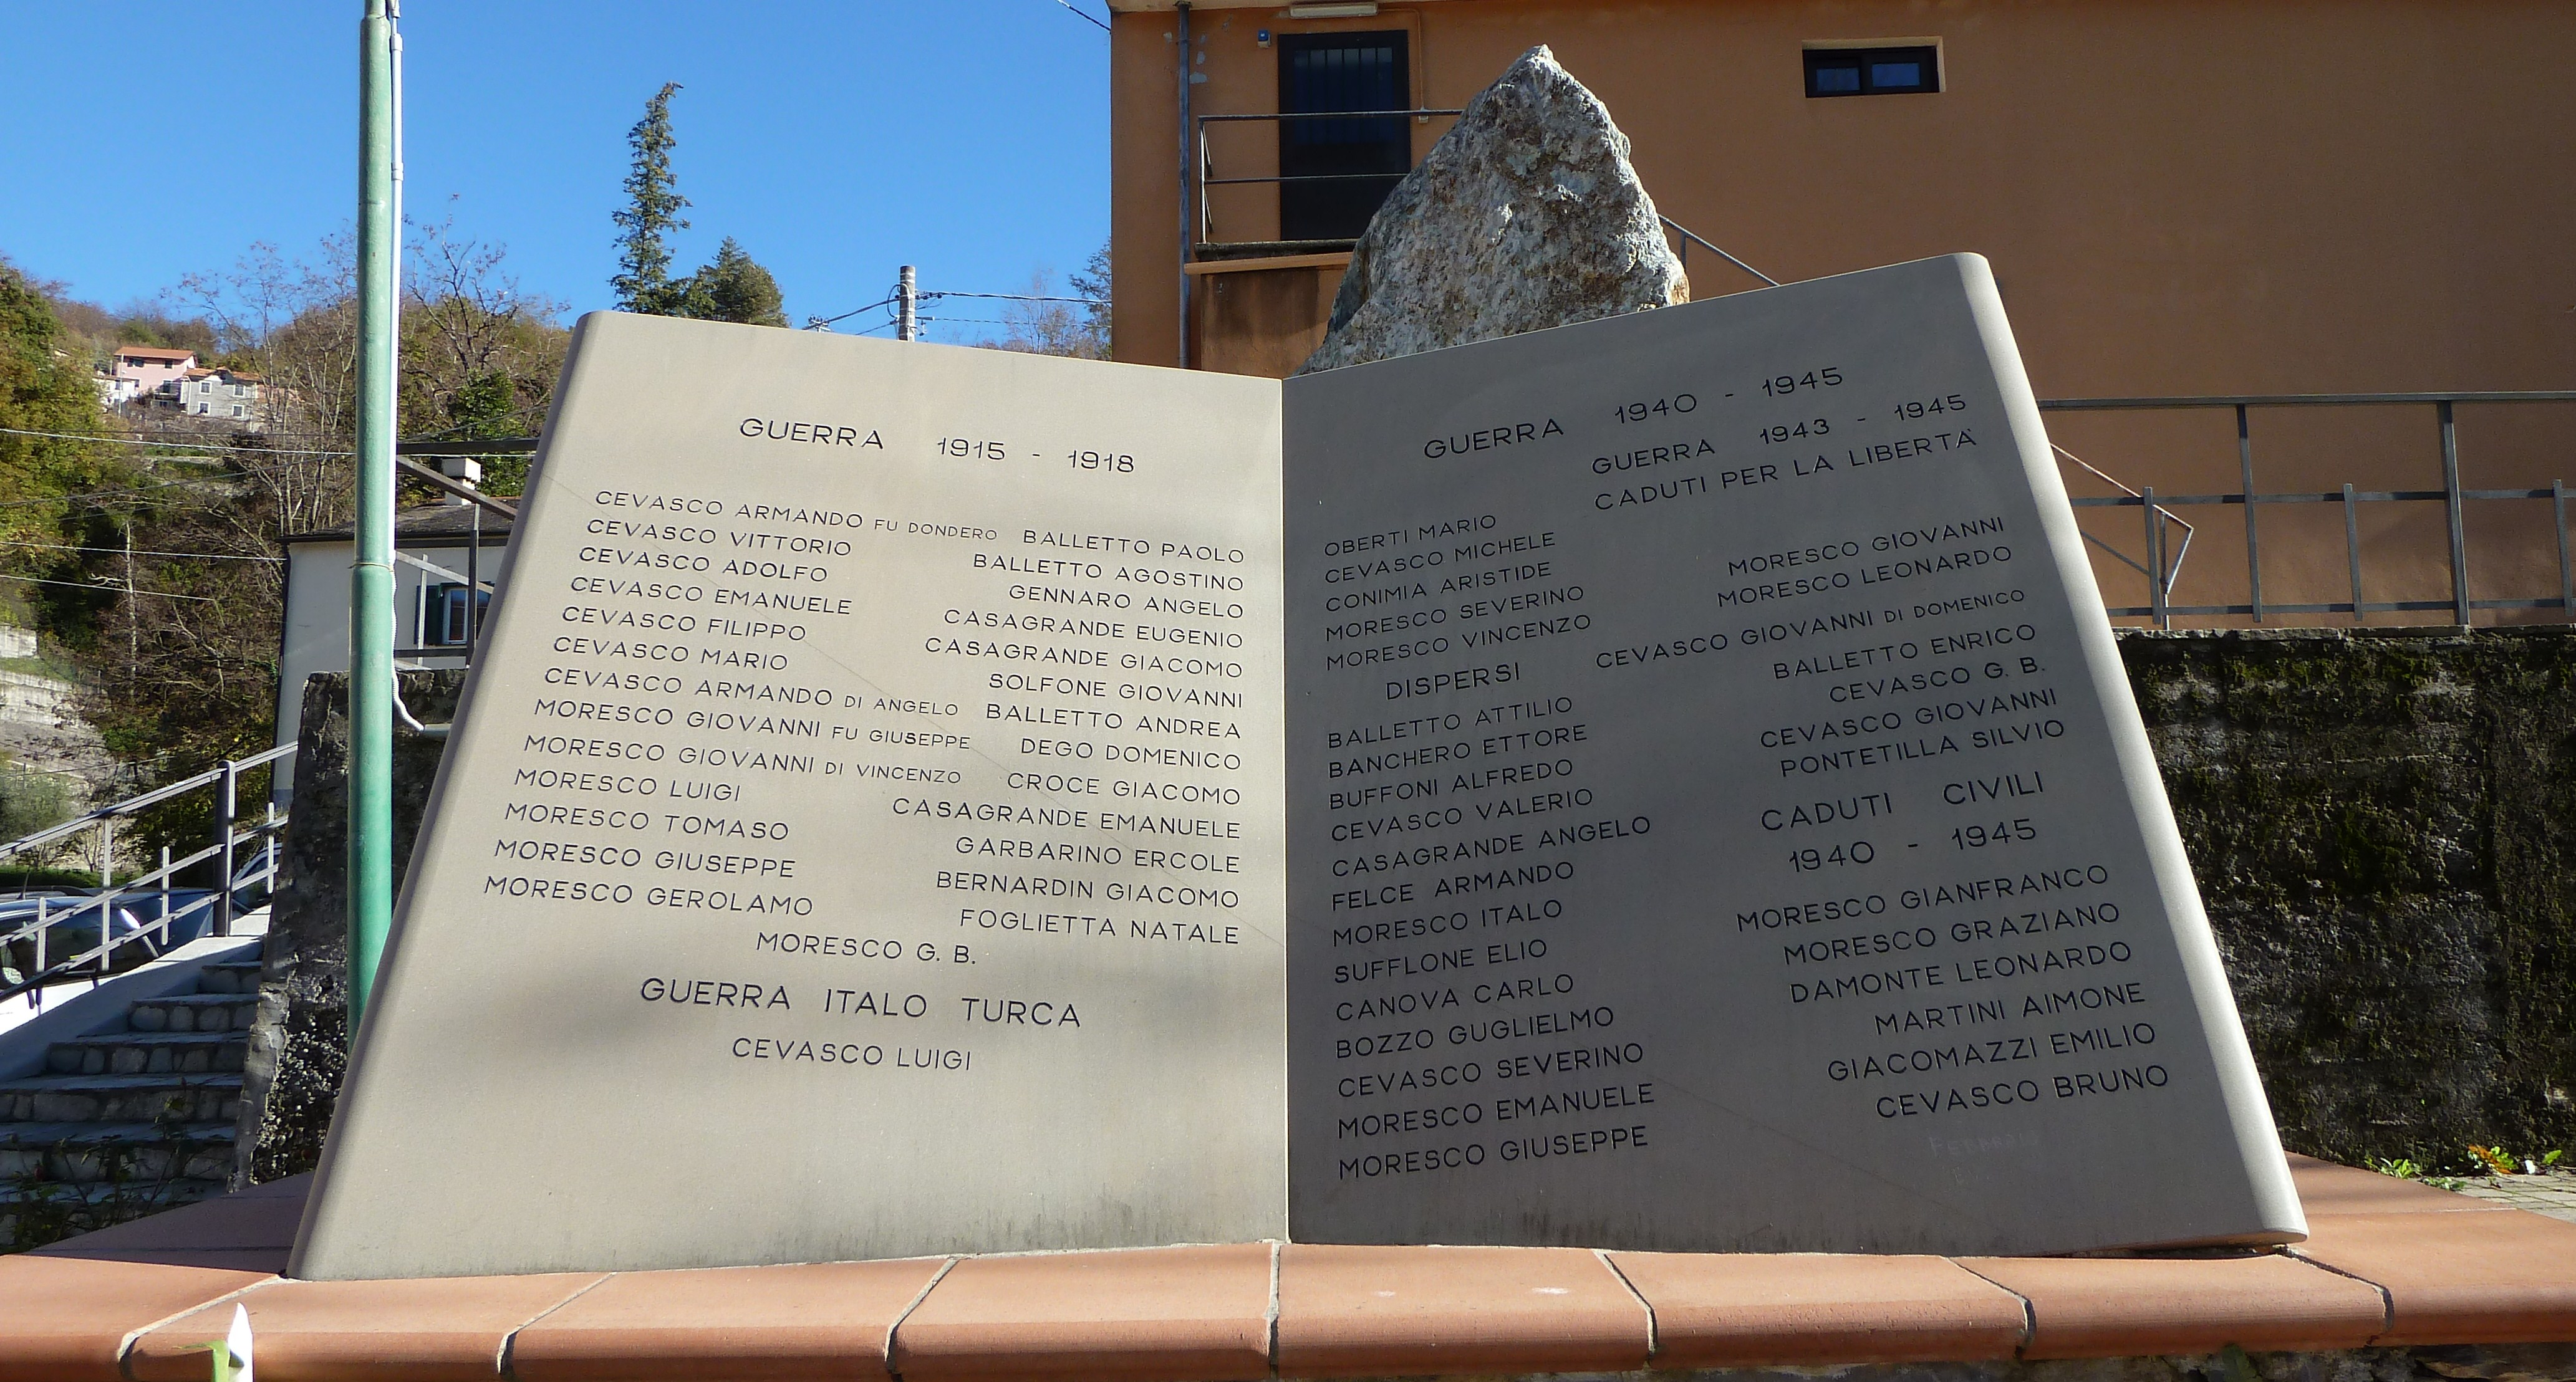 GUERRA 1915 - 1918
CEVASCO ARMANDO FU DONDERO
CEVASCO VITTORIO
CEVASCO ADOLFO
CEVASCO EMANUELE
CEVASCO FILIPPO
CEVASCO MARIO
CEVASCO ARMANDO DI ANGELO
MORESCO GIOVANNI FU GIUSEPPE
MORESCO GIOVANNI DI VINCENZO
MORESCO LUIGI
MORESCO TOMASO
MORESCO GIUSEPPE
MORESCO GEROLAMO
BALLETTO PAOLO
BALLETTO AGOSTINO
GENNARO ANGELO
CASAGRANDE EUGENIO
CASAGRANDE GIACOMO
SOLFONE GIOVANNI
BALLETTO ANDREA
DEGO DOMENICO
CROCE GIACOMO
CASAGRANDE EMANUELE
GARBARINO ERCOLE
BERNARDIN GIACOMO
FOGLIETTA NATALE
MORESCO G. B.
GUERRA ITALO TURCA
CEVASCO LUIGI
GUERRA 1940 - 1945
OBERTI MARIO
CEVASCO MICHELE
CONIMIA ARISTIDE
MORESCO SEVERINO
MORESCO VINCENZO
DISPERSI
BALLETTO ATTILIO
BANCHERO ETTORE
BUFFONI ALFREDO
CEVASCO VALERIO
CASAGRANDE ANGELO
FELCE ARMANDO
MORESCO ITALO
SUFFLONE ELIO
CANOVA CARLO
BOZZO GUGLIELMO
CEVASCO SEVERINO
MORESCO EMANUELE
MORESCO GIUSEPPE
GUERRA 1943 - 1945
CADUTI PER LA LIBERTA'
MORESCO GIOVANNI
MORESCO LEONARDO
CEVASCO GIOVANNI DI DOMENICO
BALLETTO ENRICO
CEVASCO G. B.
CEVASCO GIOVANNI
PONTETILLA SILVIO
CADUTI CIVILI
1940 - 1945
MORESCO GIANFRANCO
MORESCO GRAZIANO
DAMONTE LEONARDO
MARTINI AIMONE
GIACOMAZZI EMILIO
CEVASCO BRUNO